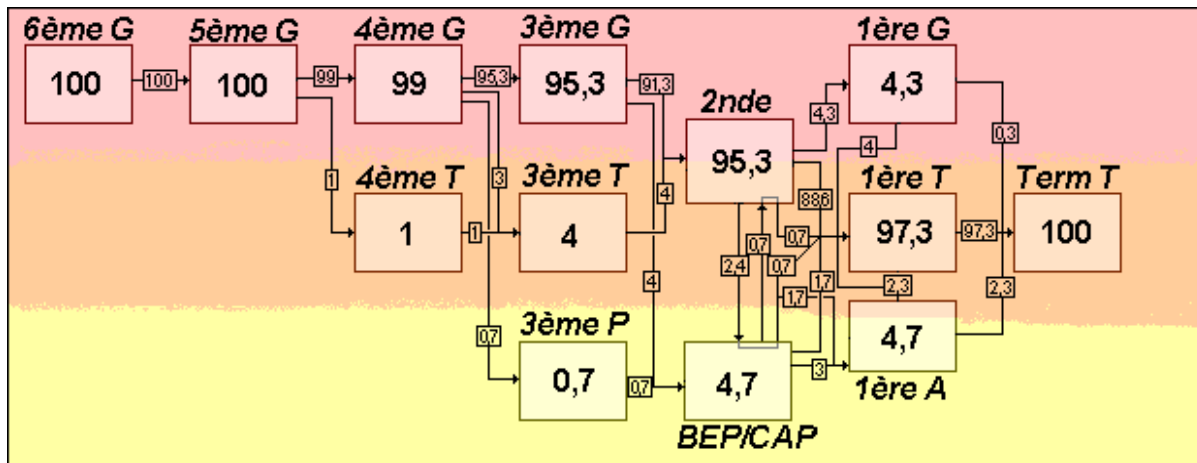 6ème G
5ème G
4ème G
3ème G
1ère G
100
100
100
99
99
95,3
95,3
91,3
2nde
4,3
4,3
0,3
4
95,3
4ème T
3ème T
1ère T
Term T
1
3
4
88,6
1
1
4
2,4
0,7
0,7
0,7
97,3
97,3
100
4
1,7
1,7
2,3
2,3
0,7
3ème P
0,7
0,7
4,7
3
4,7
BEP/CAP
1ère A